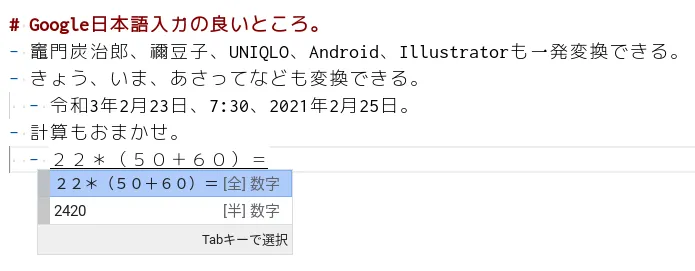 # Google日本語入力の良いところ。
- 竈門炭治郎、禰豆子、UNIQLO、Android、Illustratorも一発変換できる。
- きょう、いま、あさってなども変換できる。
- 令和3年2月23日、7:30、2021年2月25日。
- 計算もおまかせ。
- ２２＊（５０＋６０）＝
２２＊（５０＋６０）＝ [全] 数字
2420 [半] 数字
Tabキーで選択